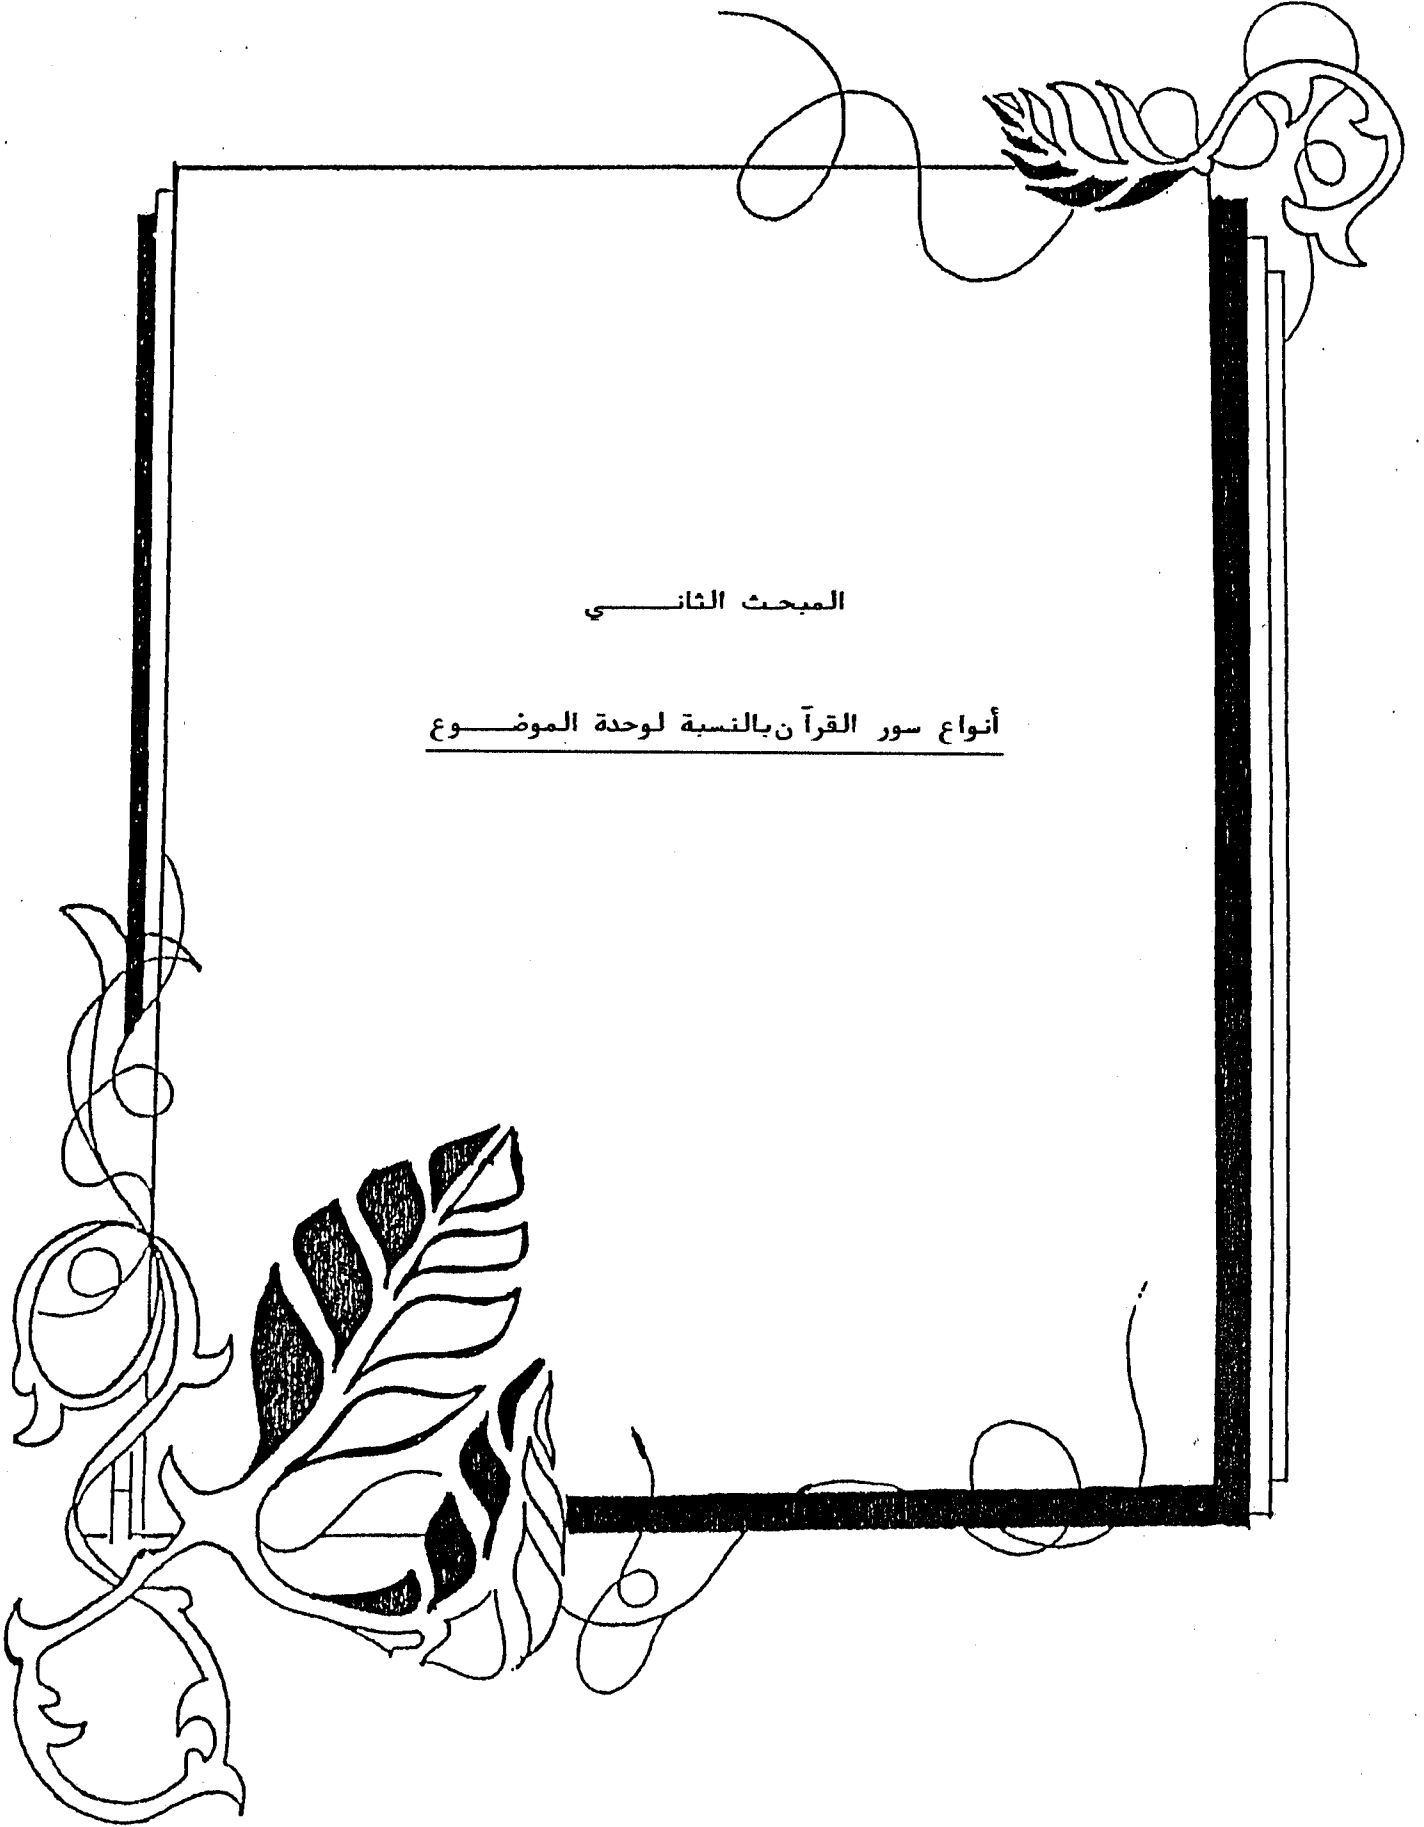 المبحث الثاني
أنواع سور القرآن بالنسبة لوحدة الموضوع